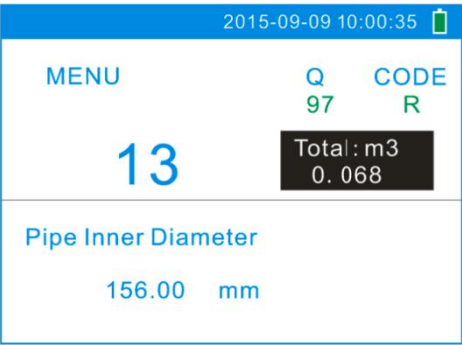 2015-09-09 10:00:35
MENU Q CODE
97 R
13 Total:m3
0.068
Pipe Inner Diameter
156.00 mm